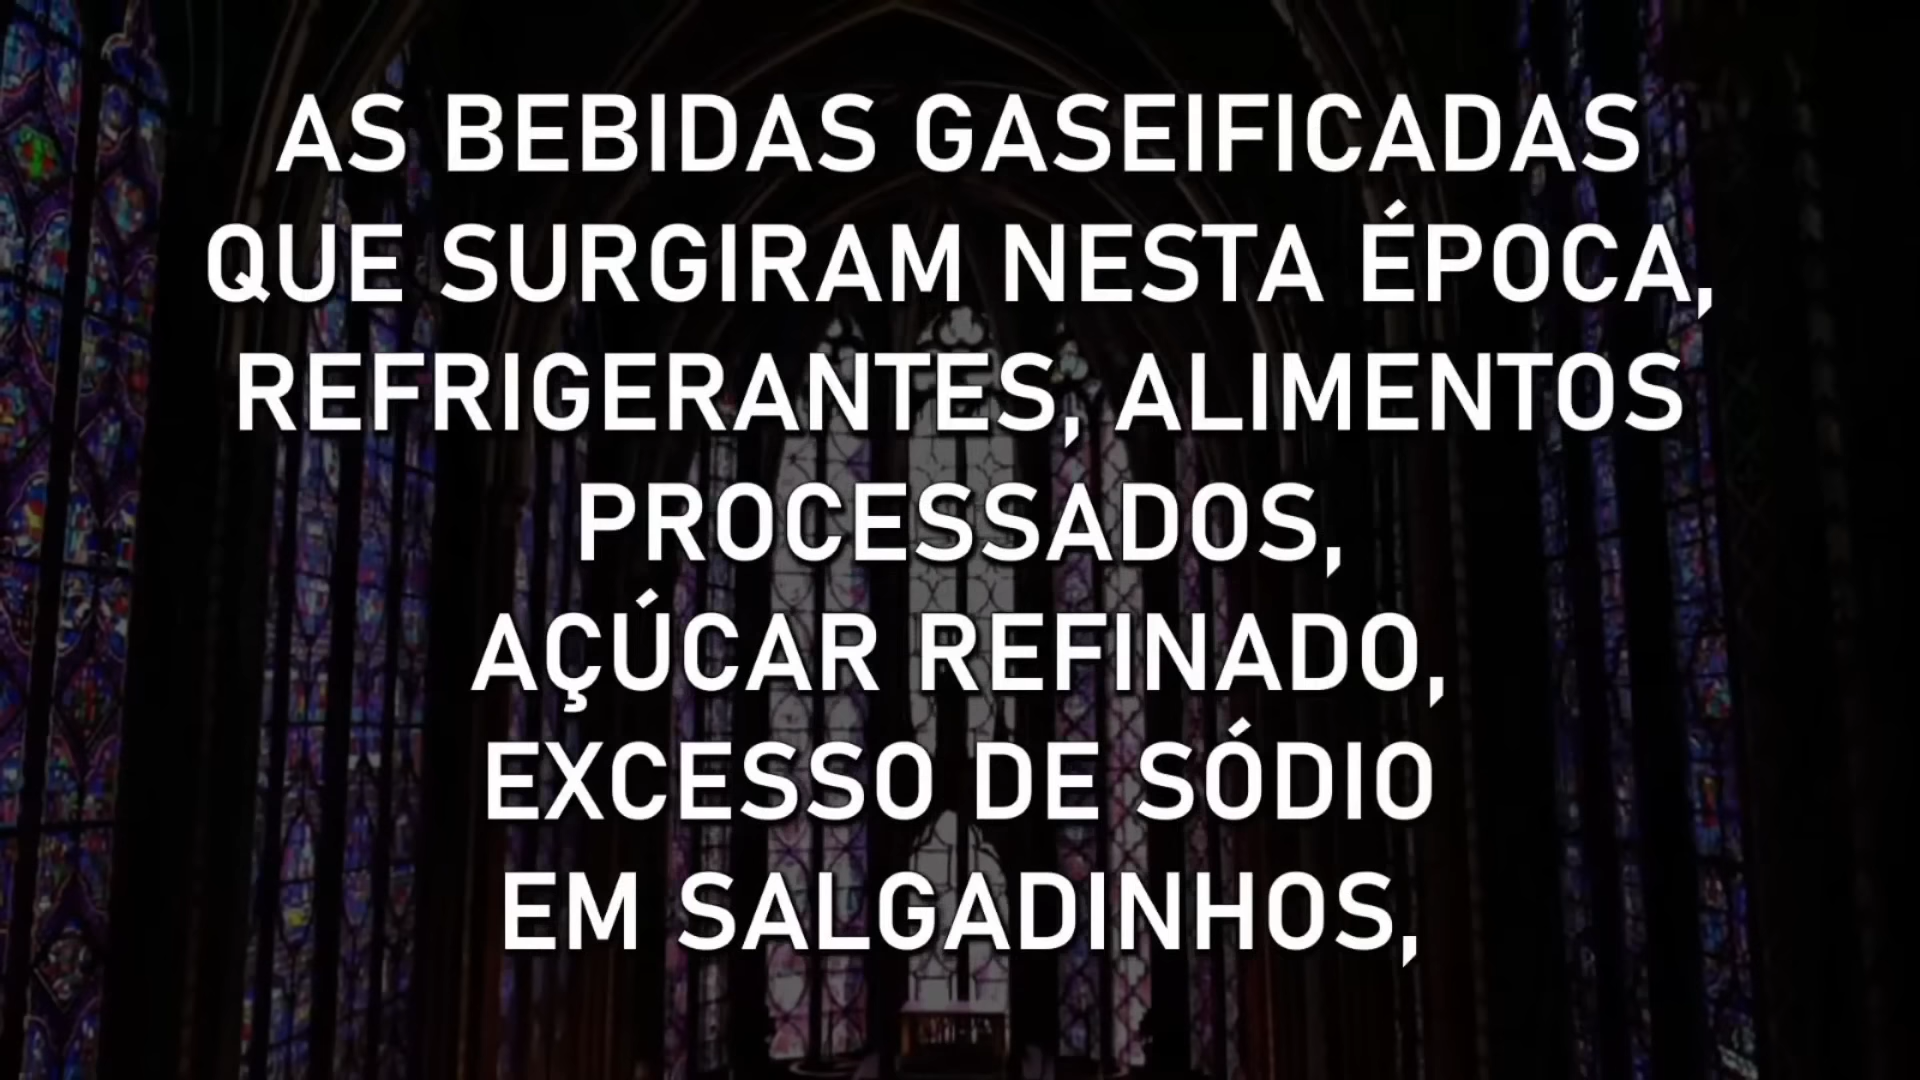 AS BEBIDAS GASEIFICADAS
QUE SURGIRAM NESTA ÉPOCA,
REFRIGERANTES, ALIMENTOS
PROCESSADOS,
AÇÚCAR REFINADO,
EXCESSO DE SÓDIO
EM SALGADINHOS,